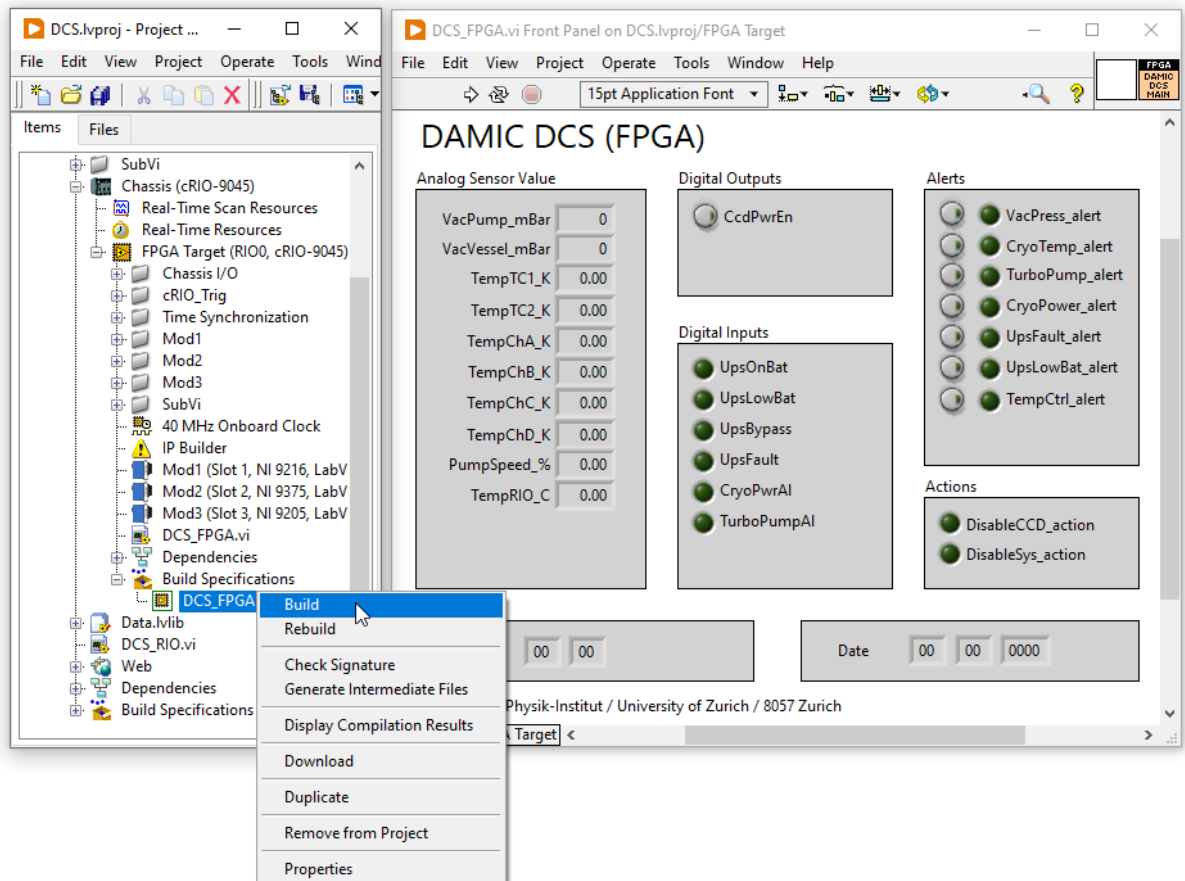 DCS.lvproj - Project ...
File Edit View Project Operate Tools Wind
Items Files
SubVi
Chassis (cRIO-9045)
Real-Time Scan Resources
Real-Time Resources
FPGA Target (RIO0, cRIO-9045)
Chassis I/O
cRIO_Trig
Time Synchronization
Mod1
Mod2
Mod3
SubVi
40 MHz Onboard Clock
IP Builder
Mod1 (Slot 1, NI 9216, LabV
Mod2 (Slot 2, NI 9375, LabV
Mod3 (Slot 3, NI 9205, LabV
DCS_FPGA.vi
Dependencies
Build Specifications
DCS_FPGA
Data.lvlib
DCS_RIO.vi
Web
Dependencies
Build Specifications
Build
Rebuild
Check Signature
Generate Intermediate Files
Display Compilation Results
Download
Duplicate
Remove from Project
Properties
DCS_FPGA.vi Front Panel on DCS.lvproj/FPGA Target
File Edit View Project Operate Tools Window Help
15pt Application Font
FPGA
DAMIC
DCS
MAIN
DAMIC DCS (FPGA)
Analog Sensor Value
VacPump_mBar 0
VacVessel_mBar 0
TempTC1_K 0.00
TempTC2_K 0.00
TempChA_K 0.00
TempChB_K 0.00
TempChC_K 0.00
TempChD_K 0.00
PumpSpeed_% 0.00
TempRIO_C 0.00
Digital Outputs
CcdPwrEn
Digital Inputs
UpsOnBat
UpsLowBat
UpsBypass
UpsFault
CryoPwrAl
TurboPumpAl
Alerts
VacPress_alert
CryoTemp_alert
TurboPump_alert
CryoPower_alert
UpsFault_alert
UpsLowBat_alert
TempCtrl_alert
Actions
DisableCCD_action
DisableSys_action
00 00
Date 00 00 0000
Physik-Institut / University of Zurich / 8057 Zurich
Target